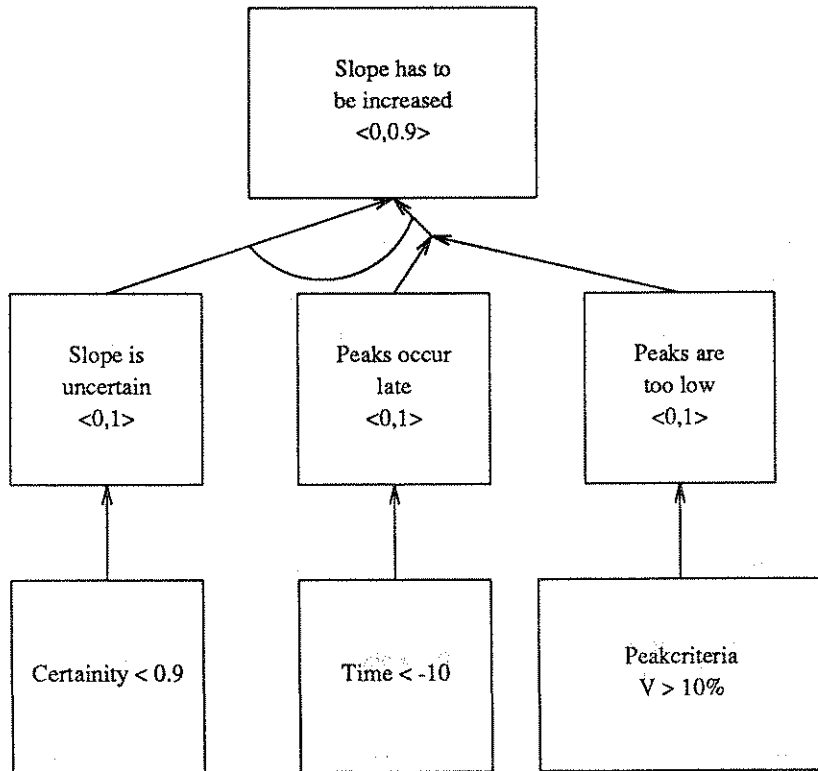 Slope has to
be increased
<0,0.9>
Slope is
uncertain
<0,1>
Peaks occur
late
<0,1>
Peaks are
too low
<0,1>
Certainity < 0.9
Time < -10
Peakcriteria
V > 10%